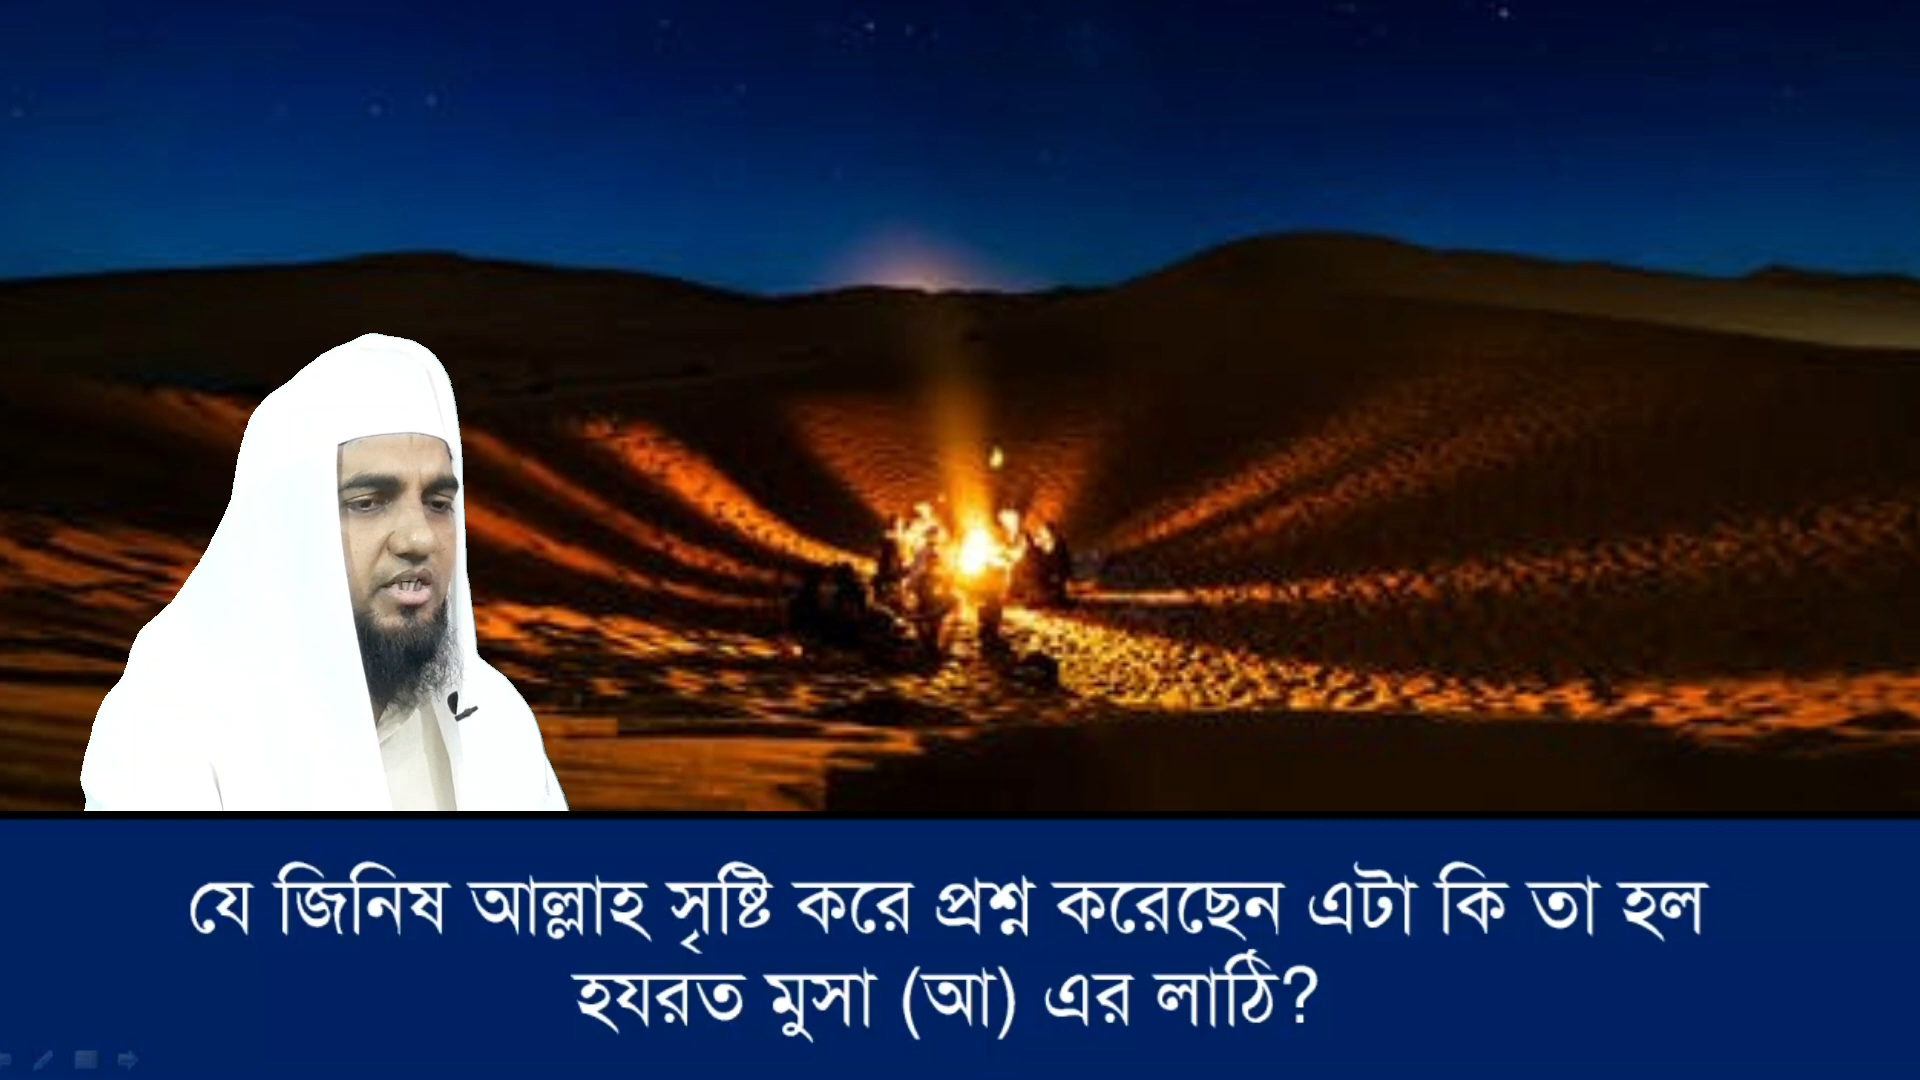 যে জিনিষ আল্লাহ সৃষ্টি করে প্রশ্ন করেছেন এটা কি তা হল
হযরত মুসা (আ) এর লাঠি?